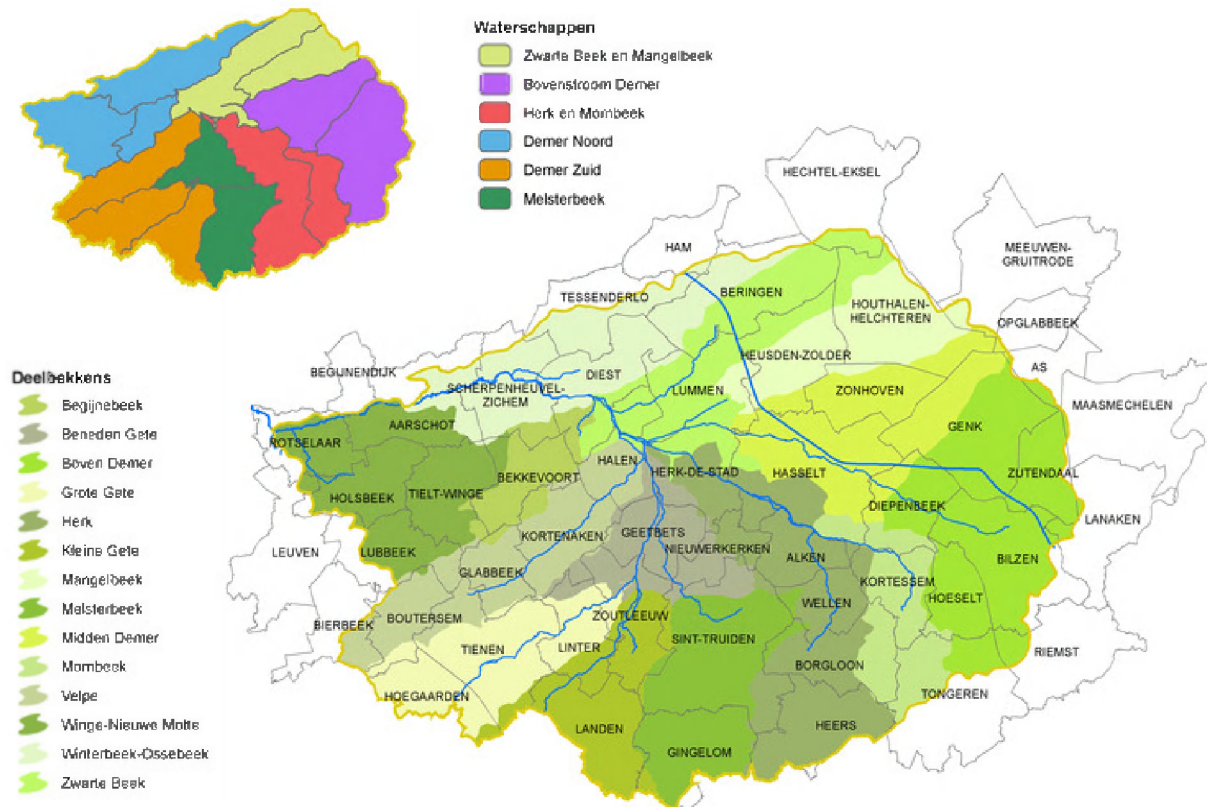 Waterschappen
Zwarte Beek en Mangelbeek
Bovenstroom Demer
Herk en Mombeek
Demer Noord
Demer Zuid
Melsterbeek
HECHTEL-EKSEL
HAM
MEEUWEN-
GRUITRODE
TESSENDERLO
BERINGEN
HOUTHALEN-
HELCHTEREN
OPGLABBEEK
BEGIJNENDIJK
DIEST
HEUSDEN-ZOLDER
AS
SCHERPENHEUVEL-
ZICHEM
LUMMEN
ZONHOVEN
MAASMECHELEN
AARSCHOT
GENK
ROTSELAAR
HALEN
HERK-DE-STAD
HASSELT
ZUTENDAAL
BEKKEVOORT
HOLSBEEK
TIELT-WINGE
DIEPENBEEK
LANAKEN
LEUVEN
LUBBEEK
KORTENAKEN
GEETBETS
NIEUWERKERKEN
ALKEN
BILZEN
GLABBEEK
KORTESSEM
HOESELT
BIERBEEK
BOUTERSEM
ZOUTLEEUW
WELLEN
TIENEN
LINTER
SINT-TRUIDEN
RIEMST
BORGLOON
HOEGAARDEN
TONGEREN
LANDEN
HEERS
GINGELOM
Deelbekkens
Begijnebeek
Beneden Gete
Boven Demer
Grote Gete
Herk
Kleine Gete
Mangelbeek
Melsterbeek
Midden Demer
Mombeek
Velpe
Winge-Nieuwe Motte
Winterbeek-Ossebeek
Zwarte Beek